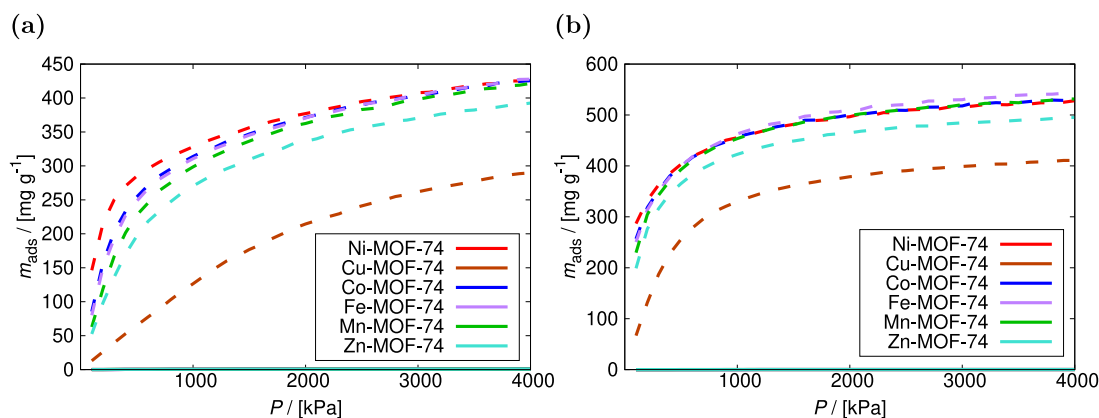 (a)
450
400
350
300
250
200
150
100
50
0
m_ads / [mg g⁻¹]
1000 2000 3000 4000
P / [kPa]
Ni-MOF-74
Cu-MOF-74
Co-MOF-74
Fe-MOF-74
Mn-MOF-74
Zn-MOF-74
(b)
600
500
400
300
200
100
0
m_ads / [mg g⁻¹]
1000 2000 3000 4000
P / [kPa]
Ni-MOF-74
Cu-MOF-74
Co-MOF-74
Fe-MOF-74
Mn-MOF-74
Zn-MOF-74